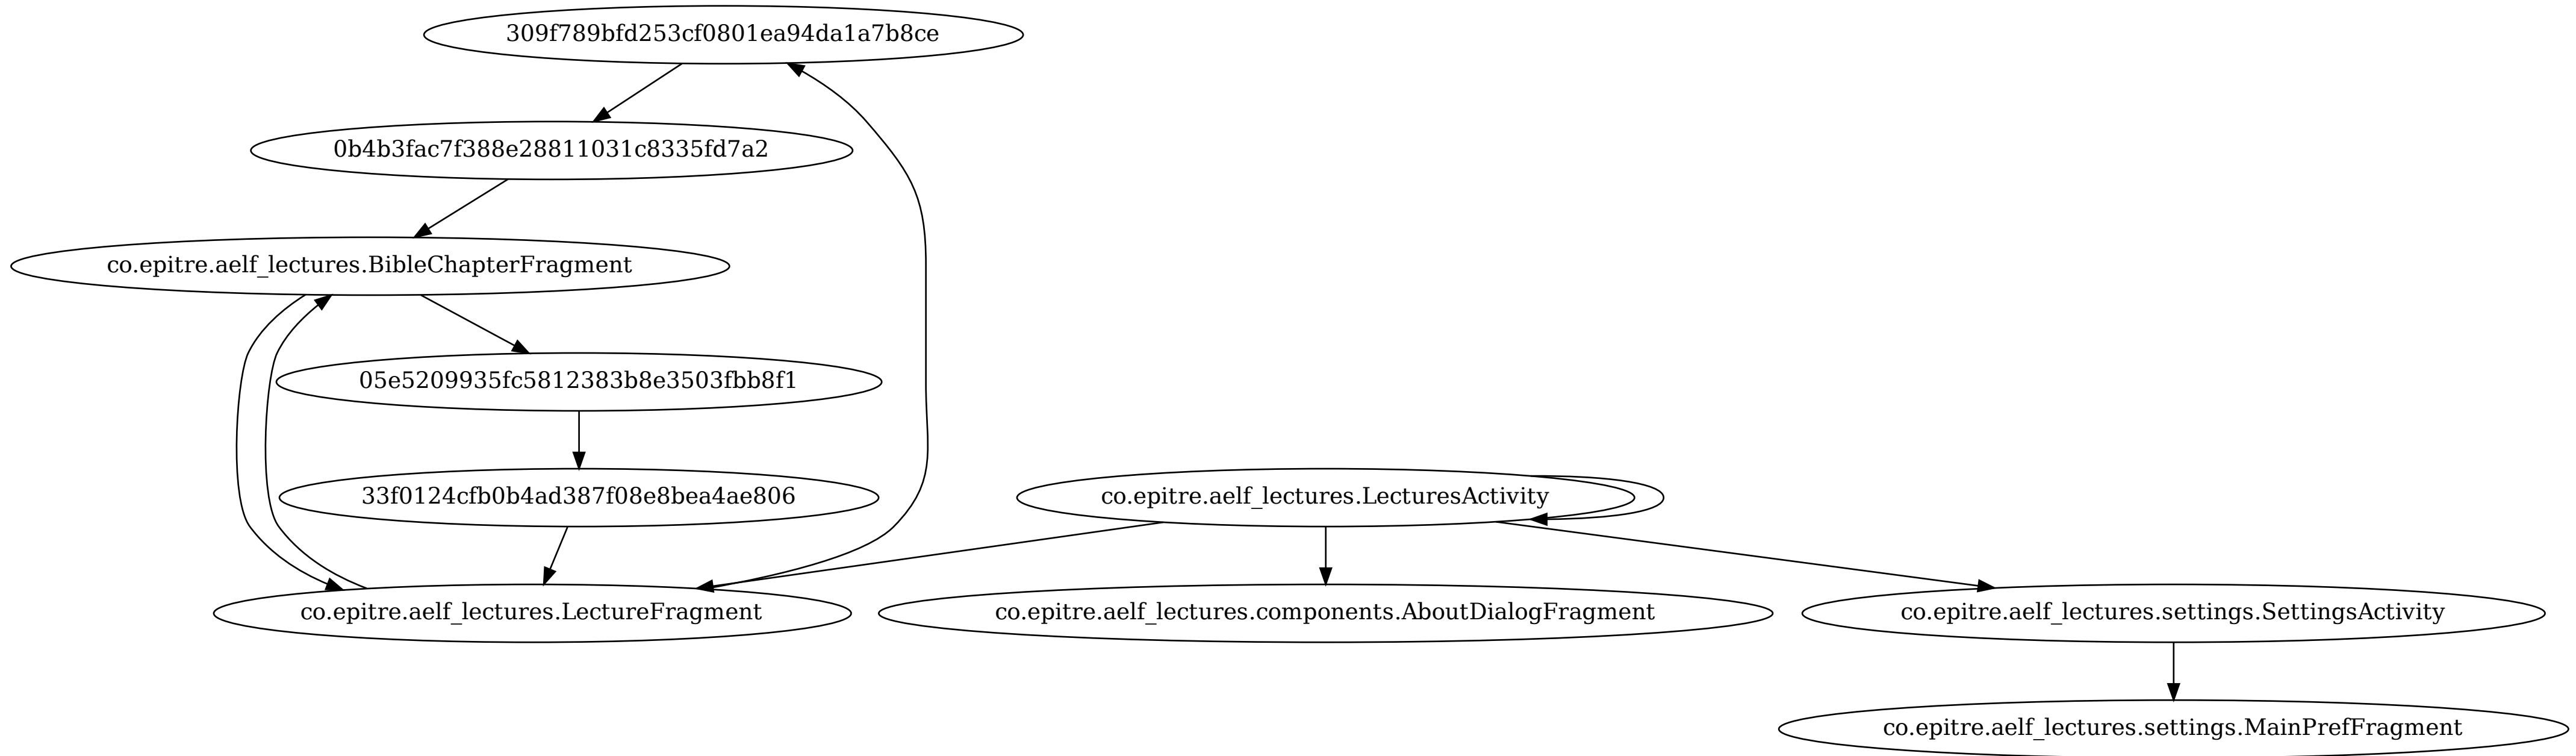 309f789bfd253cf0801ea94da1a7b8ce
0b4b3fac7f388e28811031c8335fd7a2
co.epitre.aelf_lectures.BibleChapterFragment
05e5209935fc5812383b8e3503fbb8f1
33f0124cfb0b4ad387f08e8bea4ae806
co.epitre.aelf_lectures.LecturesActivity
co.epitre.aelf_lectures.LectureFragment
co.epitre.aelf_lectures.components.AboutDialogFragment
co.epitre.aelf_lectures.settings.SettingsActivity
co.epitre.aelf_lectures.settings.MainPrefFragment